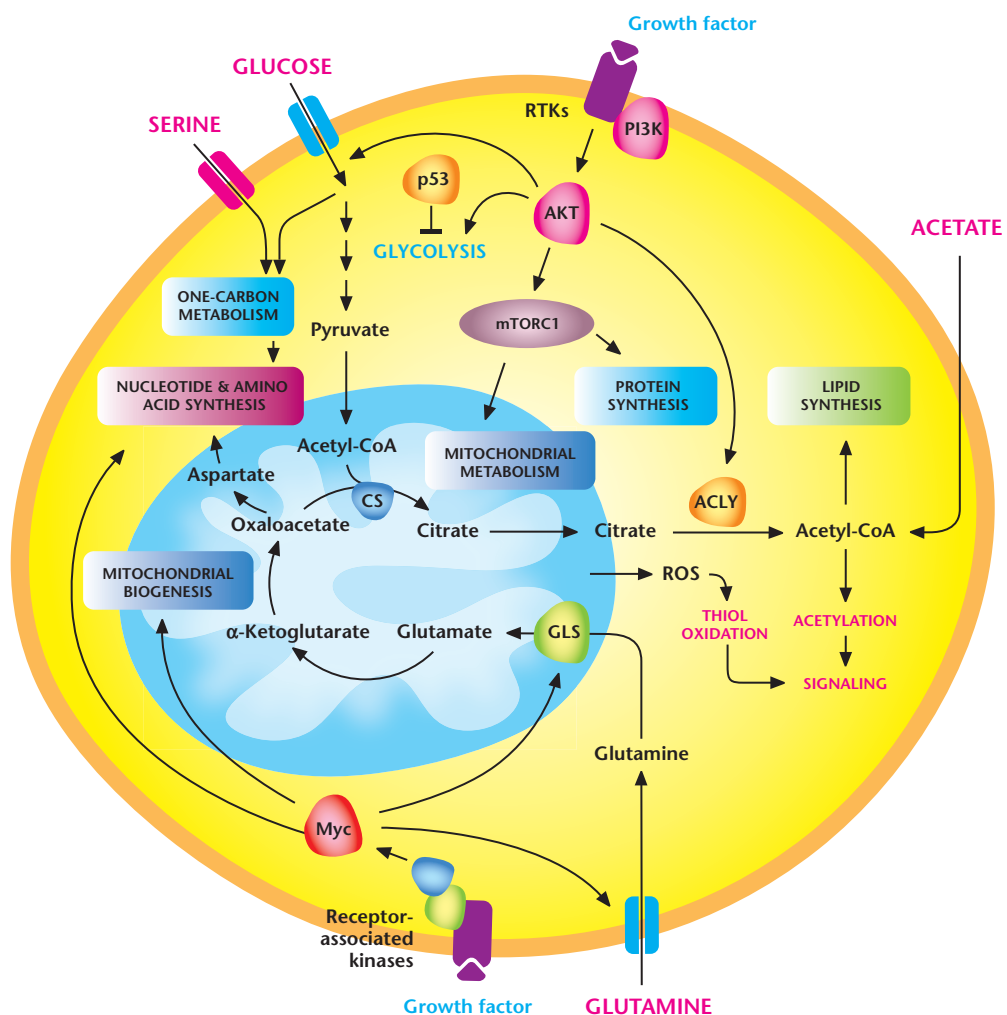 Growth factor
GLUCOSE
RTKs
PI3K
SERINE
p53
AKT
ACETATE
GLYCOLYSIS
ONE-CARBON
METABOLISM
Pyruvate
mTORC1
NUCLEOTIDE & AMINO
ACID SYNTHESIS
PROTEIN
SYNTHESIS
LIPID
SYNTHESIS
Acetyl-CoA
MITOCHONDRIAL
METABOLISM
Aspartate
CS
ACLY
Oxaloacetate
Citrate
Citrate
Acetyl-CoA
MITOCHONDRIAL
BIOGENESIS
ROS
THIOL
OXIDATION
ACETYLATION
α-Ketoglutarate
Glutamate
GLS
SIGNALING
Glutamine
Myc
Receptor-
associated
kinases
Growth factor
GLUTAMINE